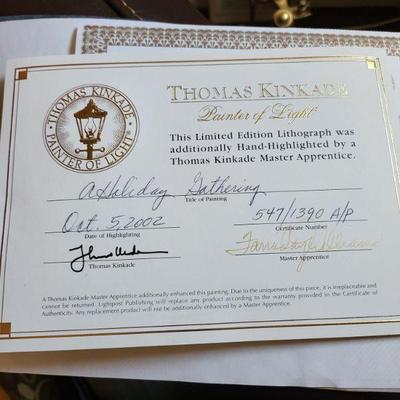 THOMAS KINKADE
PAINTER OF LIGHT
THOMAS KINKADE
Painter of Light
This Limited Edition Lithograph was
additionally Hand-Highlighted by a
Thomas Kinkade Master Apprentice.
A Holiday Gathering
Title of Painting
Oct. 5, 2002
547/1390 A/P
Date of Highlighting
Certificate Number
Thomas Kinkade
Master Apprentice
A Thomas Kinkade Master Apprentice additionally enhanced this painting. Due to the uniqueness of this piece, it is irreplaceable and
cannot be returned. Lightpost Publishing will replace any product according to the warranty provided in the Certificate of
Authenticity. Any replacement product will not be additionally enhanced by a Master Apprentice.